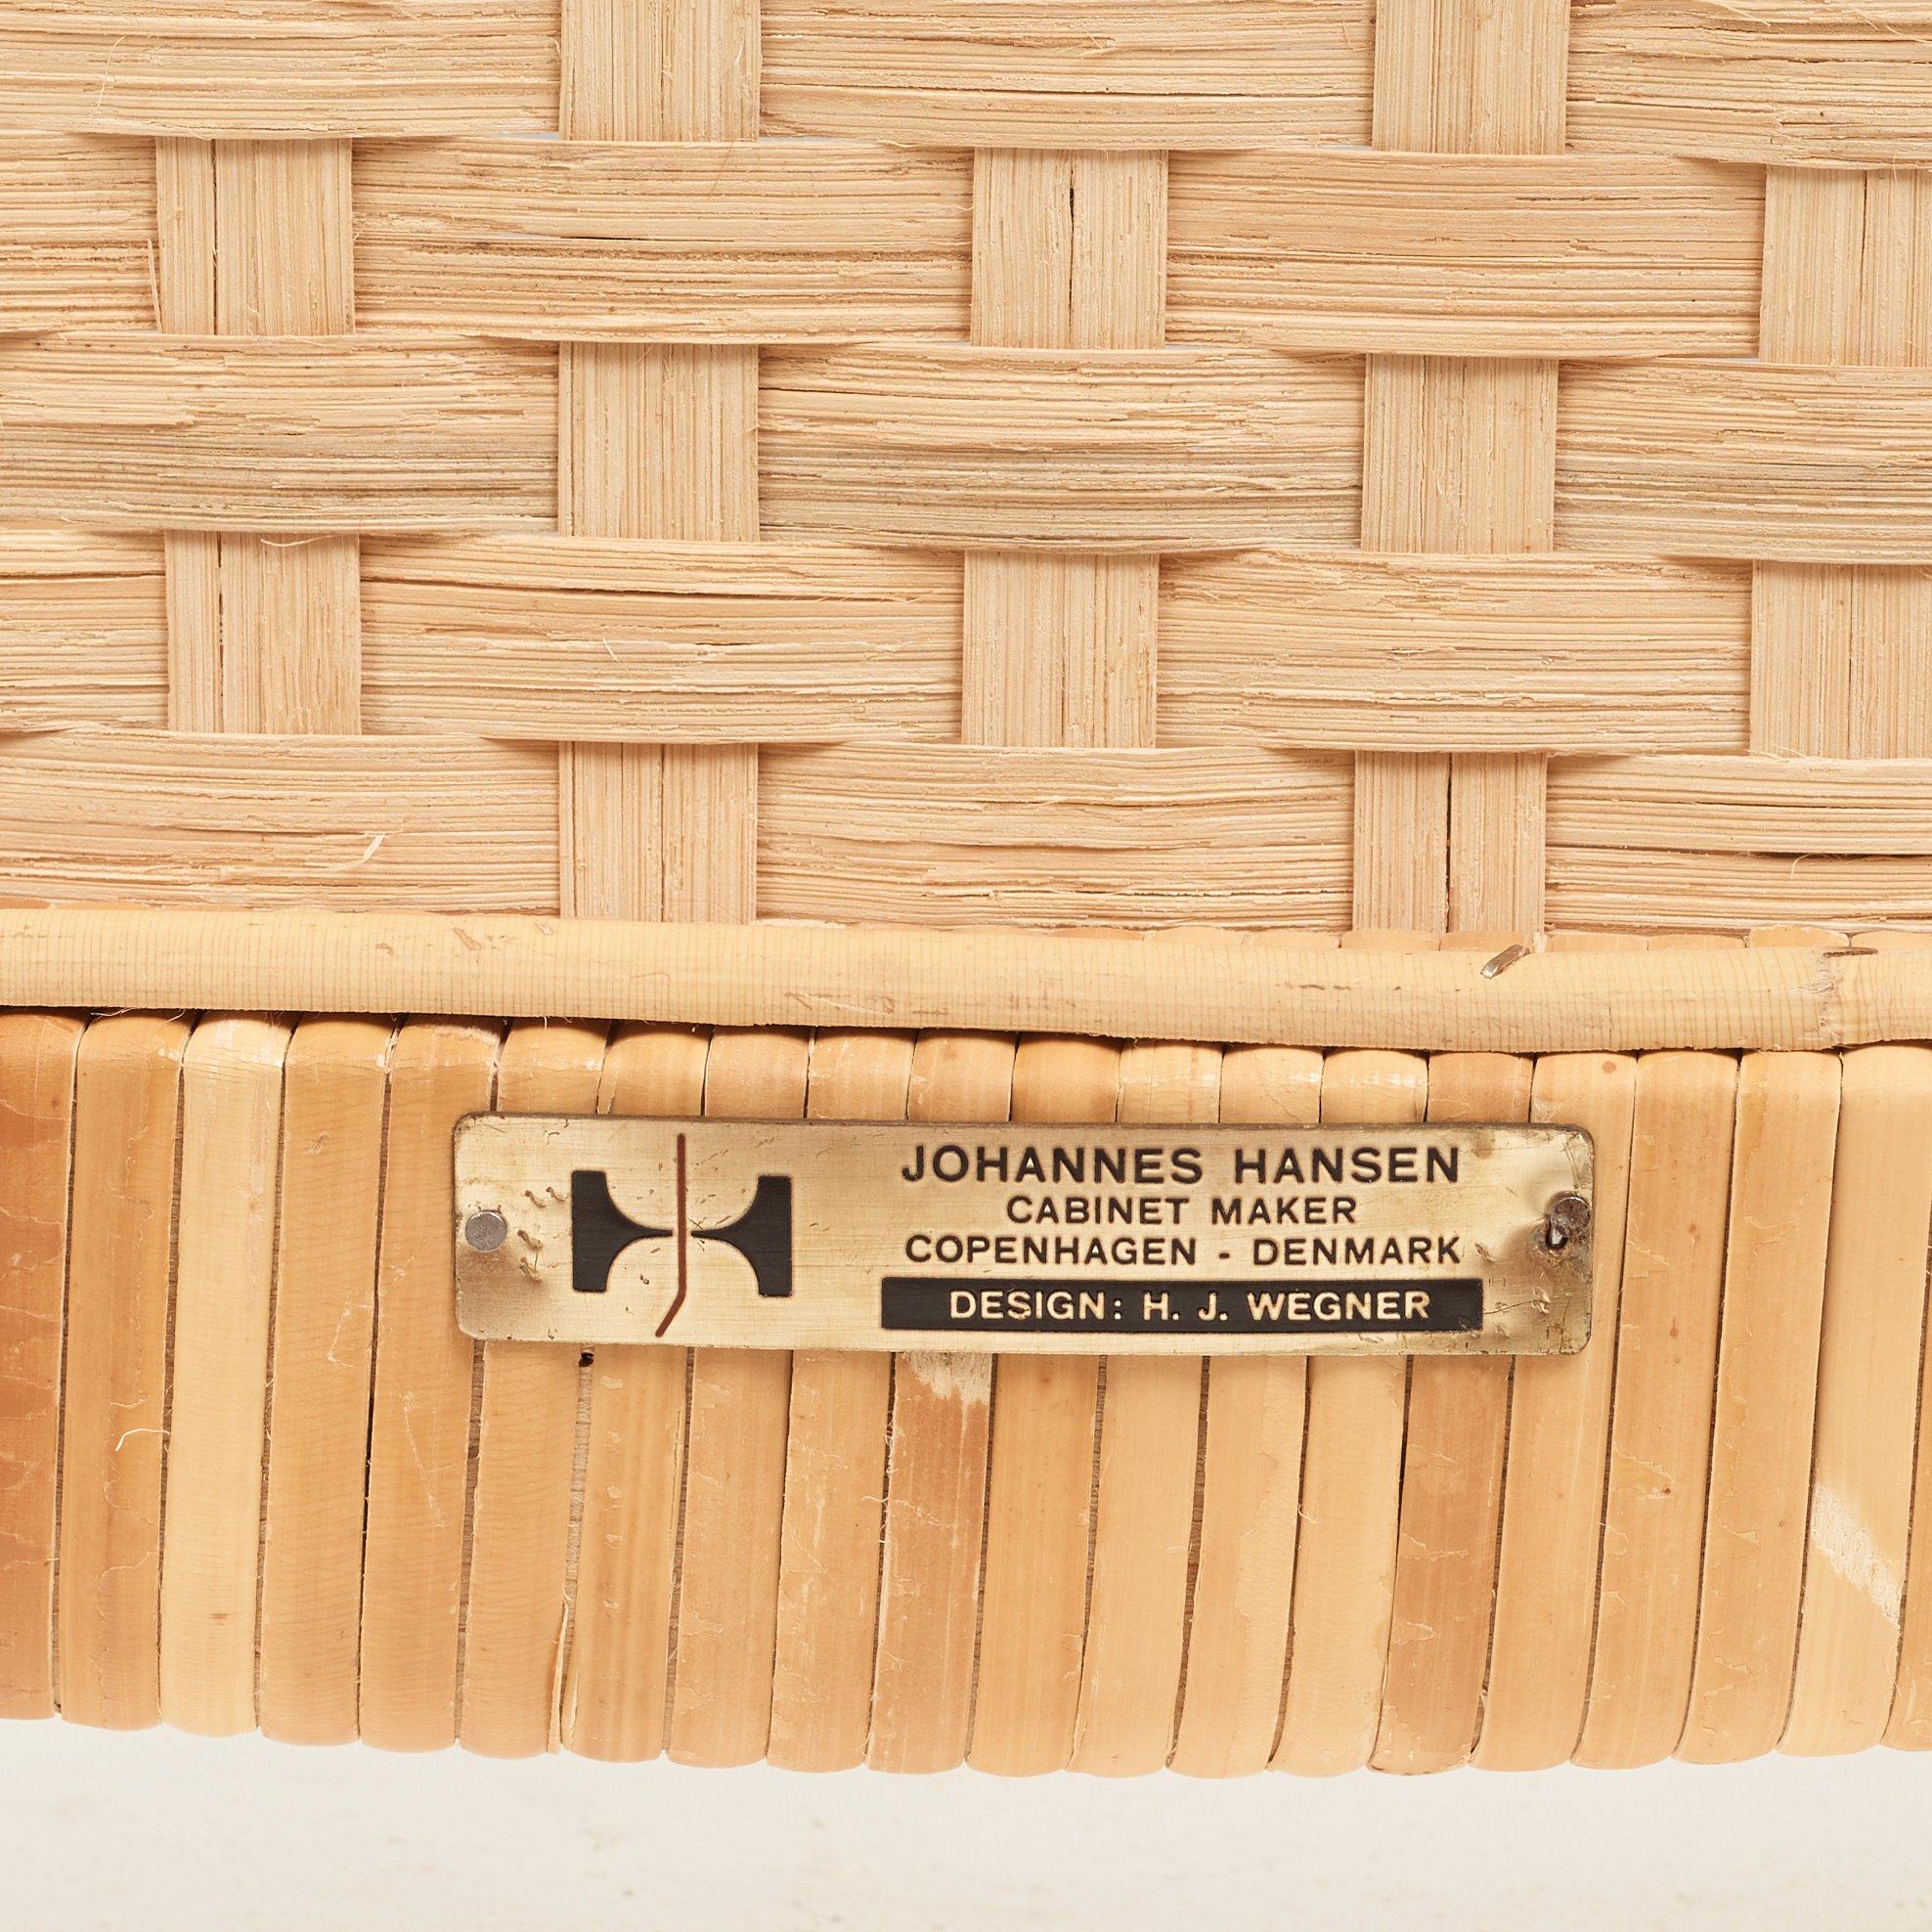 JOHANNES HANSEN
CABINET MAKER
COPENHAGEN - DENMARK
DESIGN: H. J. WEGNER